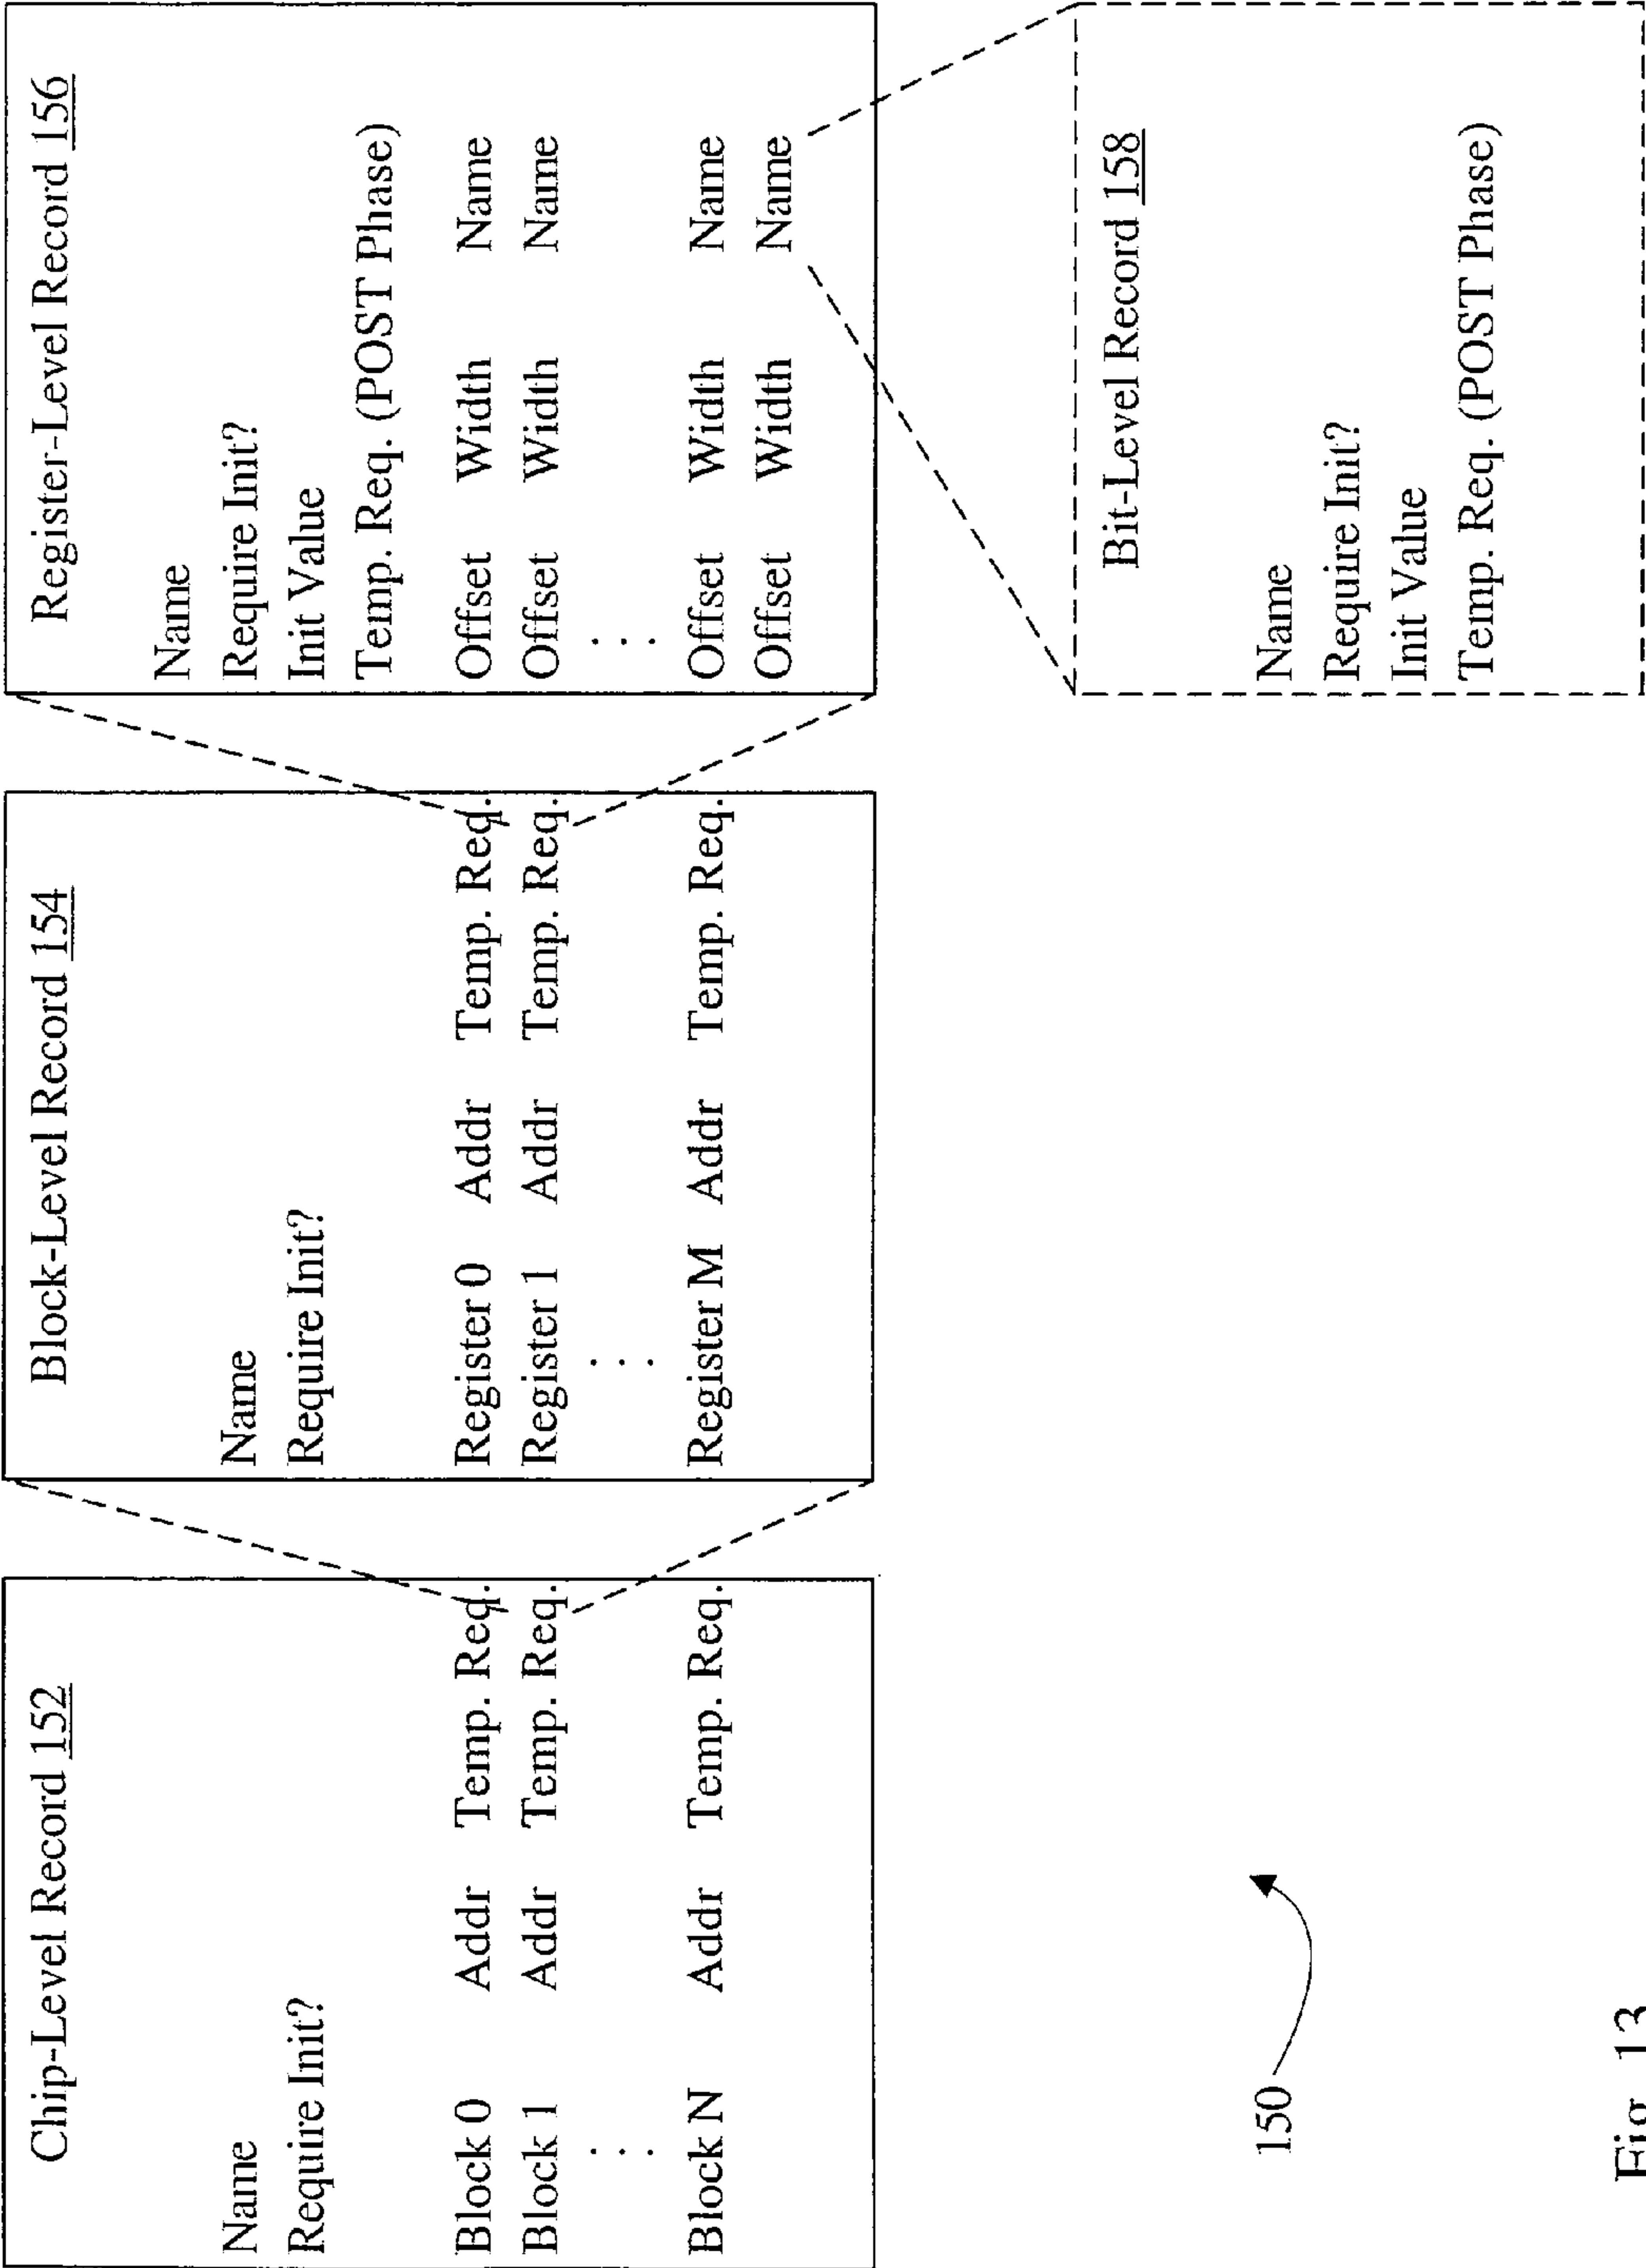 Chip-Level Record 152
Name
Require Init?
Block 0 Addr Temp. Req.
Block 1 Addr Temp. Req.
⋮
Block N Addr Temp. Req.
Block-Level Record 154
Name
Require Init?
Register 0 Addr Temp. Req.
Register 1 Addr Temp. Req.
⋮
Register M Addr Temp. Req.
Register-Level Record 156
Name
Require Init?
Init Value
Temp. Req. (POST Phase)
Offset Width Name
Offset Width Name
⋮
Offset Width Name
Offset Width Name
Bit-Level Record 158
Name
Require Init?
Init Value
Temp. Req. (POST Phase)
150
Fig. 13